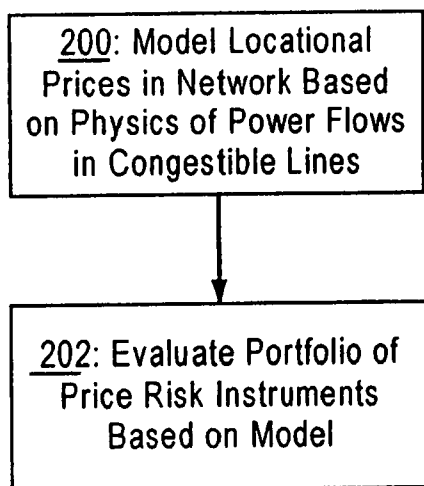 200: Model Locational
Prices in Network Based
on Physics of Power Flows
in Congestible Lines
202: Evaluate Portfolio of
Price Risk Instruments
Based on Model